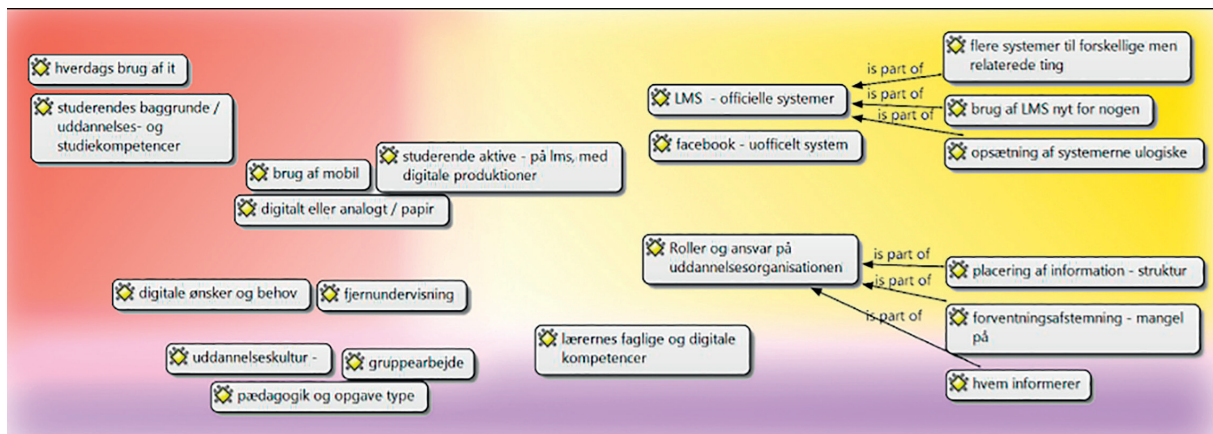 hverdags brug af it
studerendes baggrunde /
uddannelses- og
studiekompetencer
brug af mobil
studerende aktive - på lms, med
digitale produktioner
digitalt eller analogt / papir
digitale ønsker og behov
fjernundervisning
uddannelseskultur -
gruppearbejde
pædagogik og opgave type
lærernes faglige og digitale
kompetencer
LMS - officielle systemer
facebook - uofficelt system
is part of
is part of
is part of
flere systemer til forskellige men
relaterede ting
brug af LMS nyt for nogen
opsætning af systemerne ulogiske
Roller og ansvar på
uddannelsesorganisationen
is part of
is part of
is part of
placering af information - struktur
forventningsafstemning - mangel
på
hvem informerer